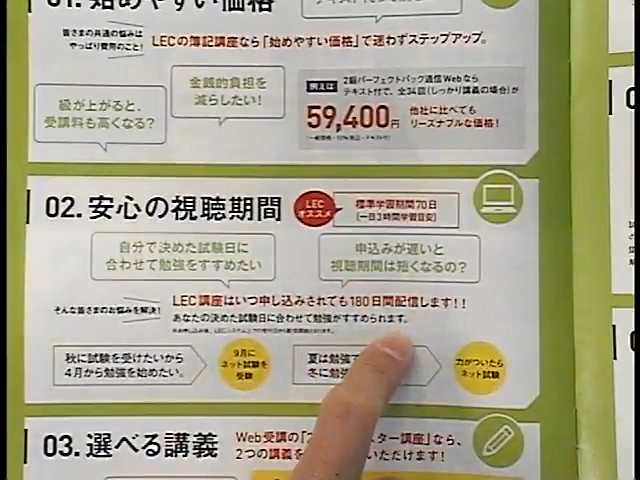 01. 始めやすい価格
皆さまの共通の悩みは
やっぱり費用のこと!
LECの簿記講座なら「始めやすい価格」で迷わずステップアップ。
級が上がると、
受講料も高くなる?
金銭的負担を
減らしたい!
例えば
2級パーフェクトパック通信Webなら
テキスト付で、全34回(しっかり講義の場合)が
59,400円
他社に比べても
リーズナブルな価格!
02. 安心の視聴期間
LEC
オススメ
標準学習期間70日
(一日3時間学習目安)
自分で決めた試験日に
合わせて勉強をすすめたい
申込みが遅いと
視聴期間は短くなるの?
そんな皆さまのお悩みを解決!
LEC講座はいつ申し込みされても180日間配信します!!
あなたの決めた試験日に合わせて勉強がすすめられます。
秋に試験を受けたいから
4月から勉強を始めたい。
9月に
ネット試験を
受験
夏は勉強
冬に勉
力がついたら
ネット試験
03. 選べる講義
Web受講の「2
スター講座」なら、
2つの講義を
いただけます!